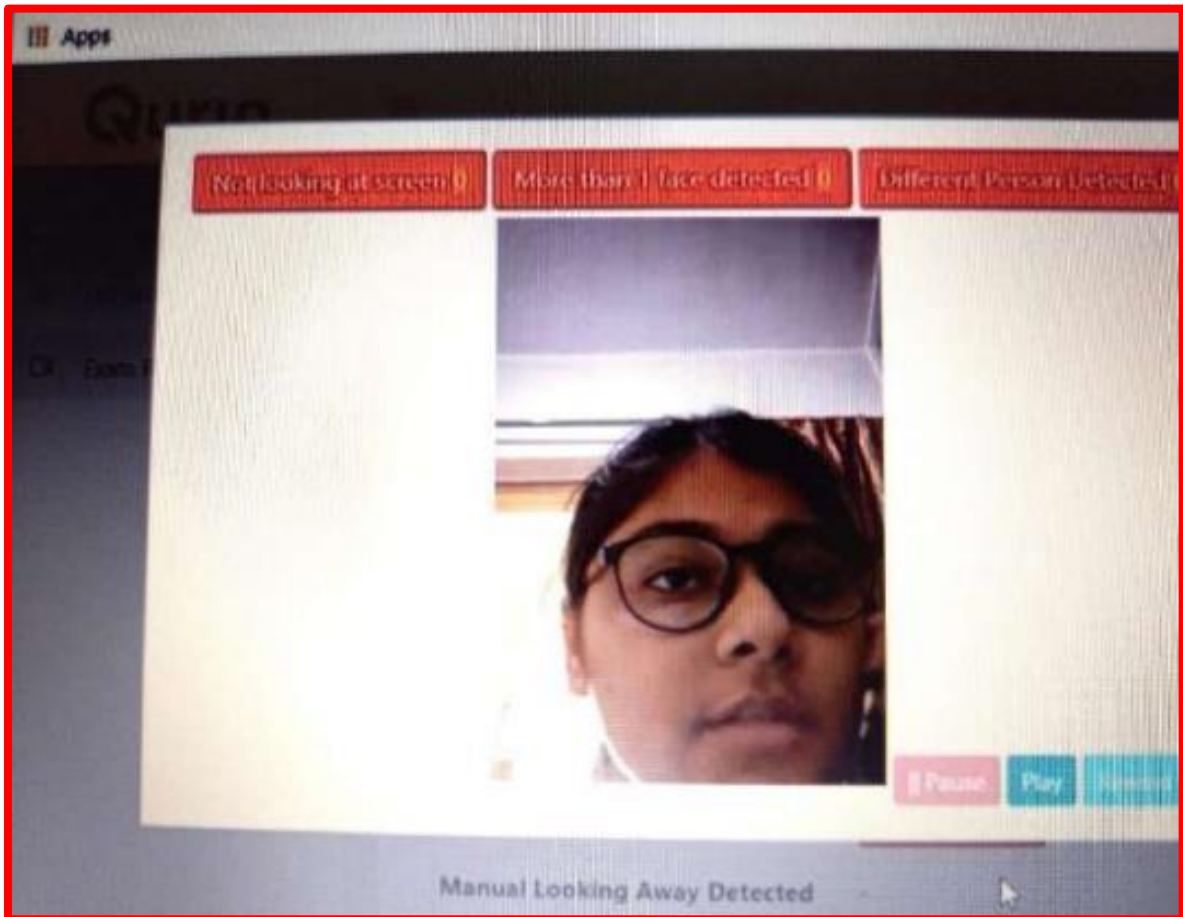 Apps
Not looking at screen 0
More than 1 face detected 0
Different Person Detected
Exam
|| Pause
Play
Manual Looking Away Detected